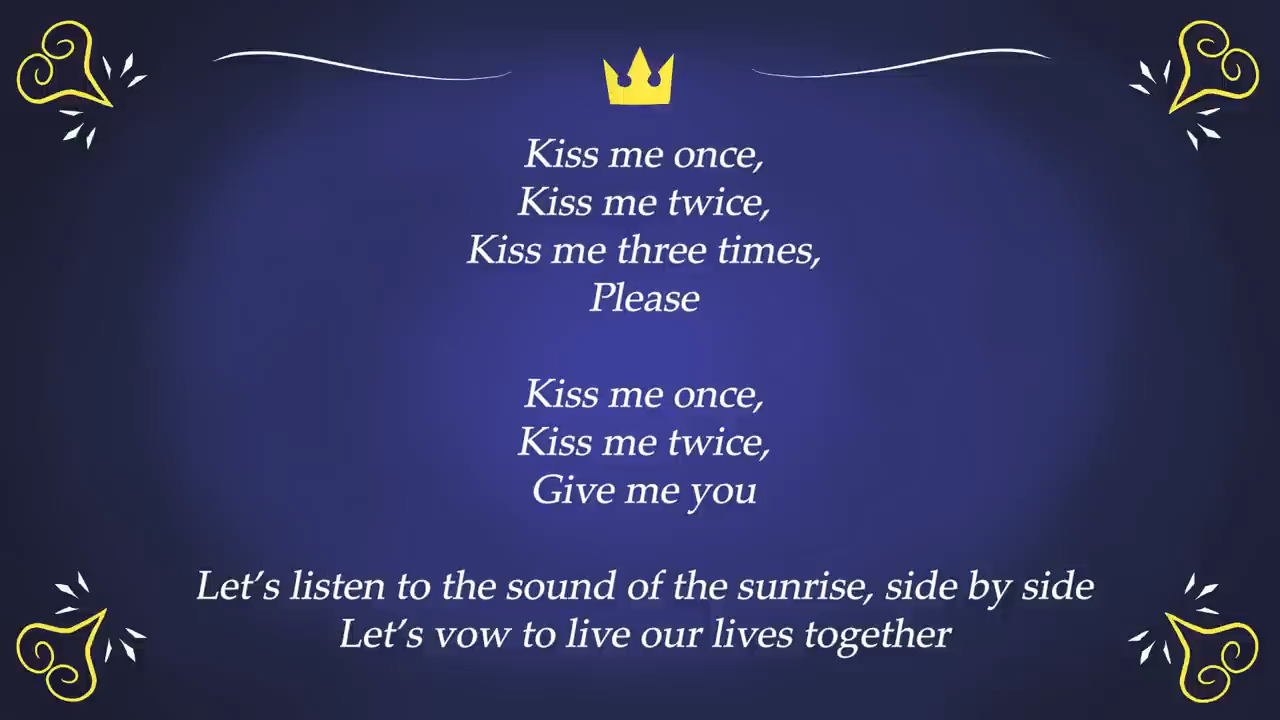 Kiss me once,
Kiss me twice,
Kiss me three times,
Please
Kiss me once,
Kiss me twice,
Give me you
Let’s listen to the sound of the sunrise, side by side
Let’s vow to live our lives together